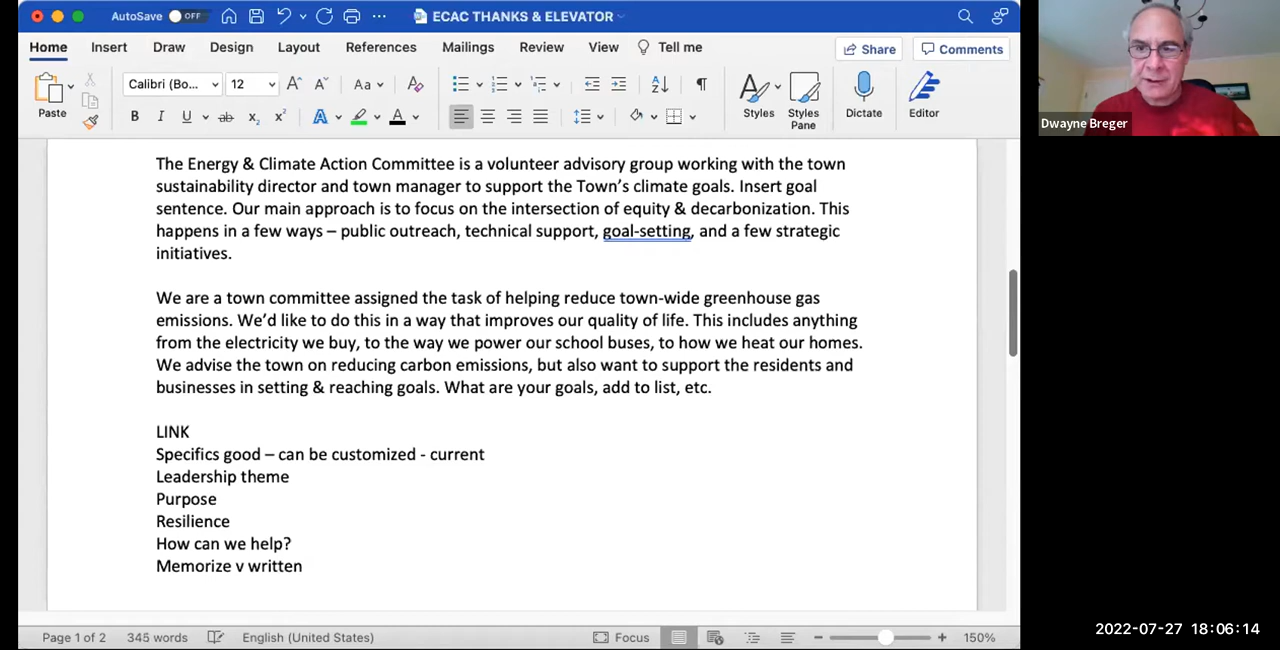 AutoSave OFF ECAC THANKS & ELEVATOR
Home Insert Draw Design Layout References Mailings Review View Tell me Share Comments
Paste Calibri (Bo... 12 Aa Styles Styles Pane Dictate Editor
Dwayne Breger
The Energy & Climate Action Committee is a volunteer advisory group working with the town
sustainability director and town manager to support the Town's climate goals. Insert goal
sentence. Our main approach is to focus on the intersection of equity & decarbonization. This
happens in a few ways – public outreach, technical support, goal-setting, and a few strategic
initiatives.
We are a town committee assigned the task of helping reduce town-wide greenhouse gas
emissions. We'd like to do this in a way that improves our quality of life. This includes anything
from the electricity we buy, to the way we power our school buses, to how we heat our homes.
We advise the town on reducing carbon emissions, but also want to support the residents and
businesses in setting & reaching goals. What are your goals, add to list, etc.
LINK
Specifics good – can be customized - current
Leadership theme
Purpose
Resilience
How can we help?
Memorize v written
Page 1 of 2 345 words English (United States) Focus 150%
2022-07-27 18:06:14